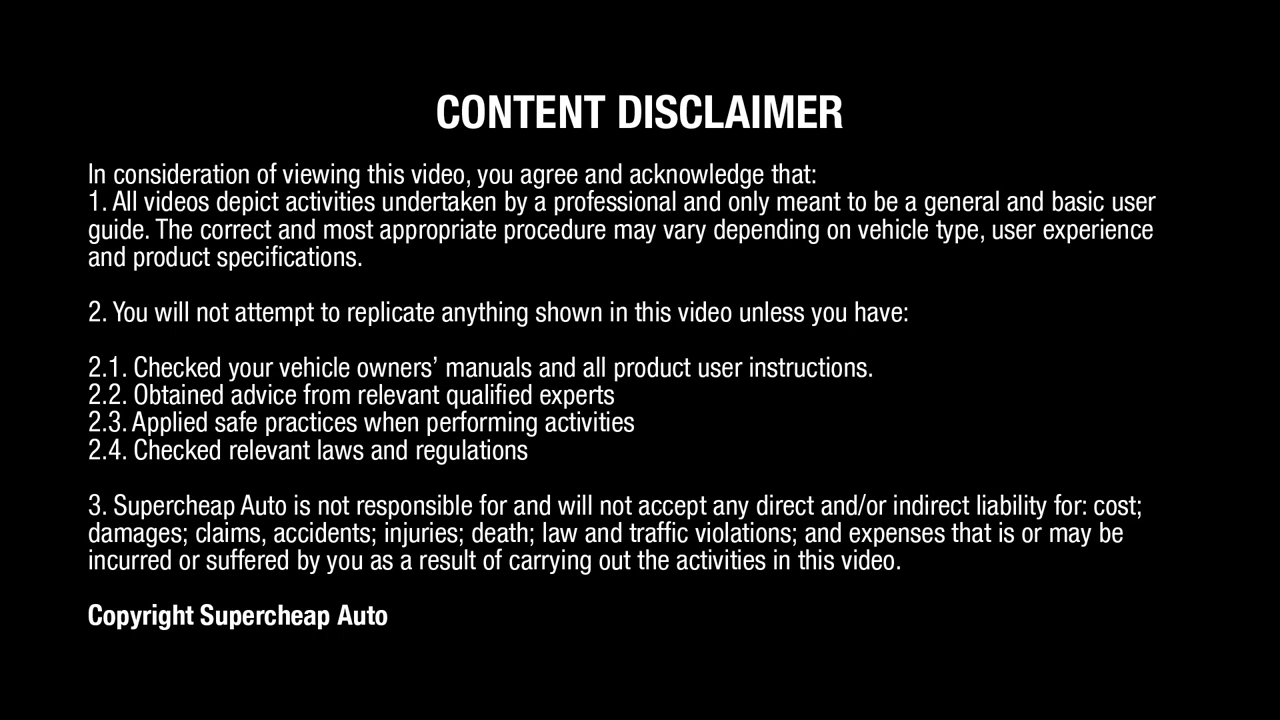 CONTENT DISCLAIMER
In consideration of viewing this video, you agree and acknowledge that:
1. All videos depict activities undertaken by a professional and only meant to be a general and basic user
guide. The correct and most appropriate procedure may vary depending on vehicle type, user experience
and product specifications.
2. You will not attempt to replicate anything shown in this video unless you have:
2.1. Checked your vehicle owners’ manuals and all product user instructions.
2.2. Obtained advice from relevant qualified experts
2.3. Applied safe practices when performing activities
2.4. Checked relevant laws and regulations
3. Supercheap Auto is not responsible for and will not accept any direct and/or indirect liability for: cost;
damages; claims, accidents; injuries; death; law and traffic violations; and expenses that is or may be
incurred or suffered by you as a result of carrying out the activities in this video.
Copyright Supercheap Auto